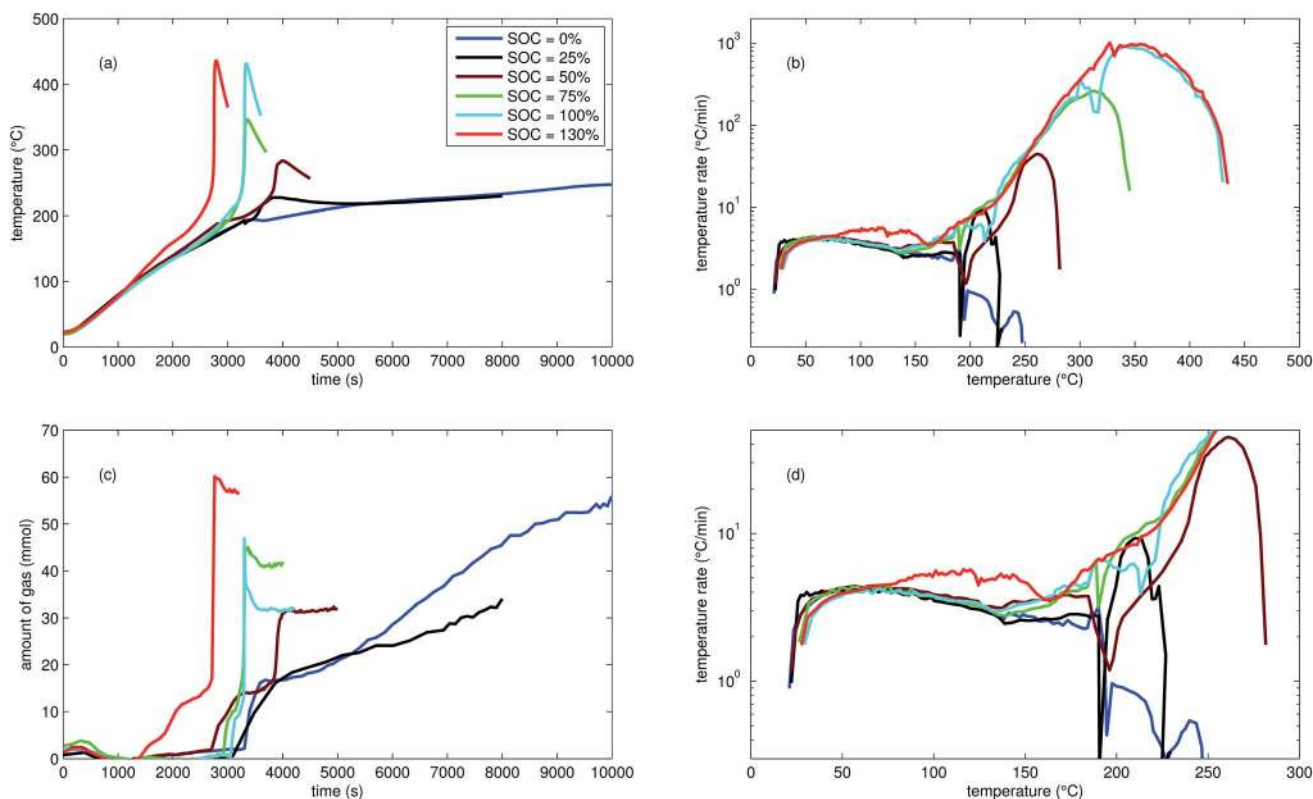 (a)
SOC = 0%
SOC = 25%
SOC = 50%
SOC = 75%
SOC = 100%
SOC = 130%
500
400
300
200
100
0
temperature (°C)
0 1000 2000 3000 4000 5000 6000 7000 8000 9000 10000
time (s)
(b)
10³
10²
10¹
10⁰
temperature rate (°C/min)
0 50 100 150 200 250 300 350 400 450 500
temperature (°C)
(c)
70
60
50
40
30
20
10
0
amount of gas (mmol)
0 1000 2000 3000 4000 5000 6000 7000 8000 9000 10000
time (s)
(d)
10¹
10⁰
temperature rate (°C/min)
0 50 100 150 200 250 300
temperature (°C)